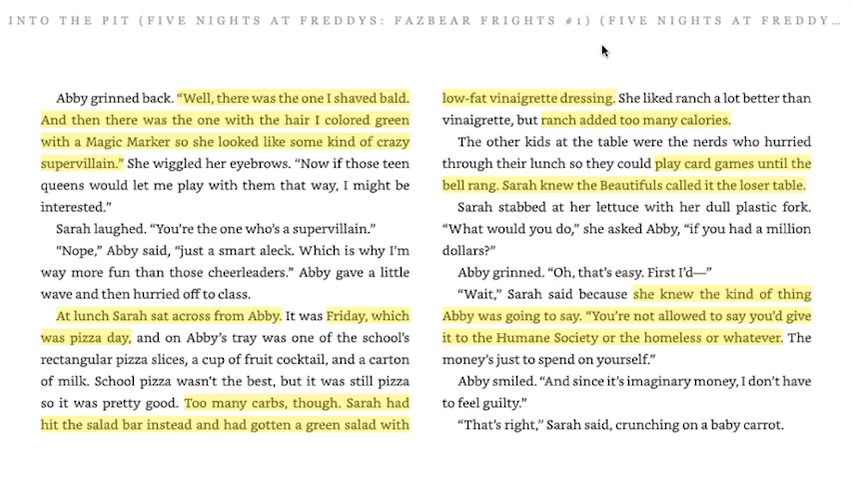 INTO THE PIT (FIVE NIGHTS AT FREDDYS: FAZBEAR FRIGHTS #1) (FIVE NIGHTS AT FREDDY...
Abby grinned back. “Well, there was the one I shaved bald.
And then there was the one with the hair I colored green
with a Magic Marker so she looked like some kind of crazy
supervillain.” She wiggled her eyebrows. “Now if those teen
queens would let me play with them that way, I might be
interested.”
Sarah laughed. “You’re the one who’s a supervillain.”
“Nope,” Abby said, “just a smart aleck. Which is why I’m
way more fun than those cheerleaders.” Abby gave a little
wave and then hurried off to class.
At lunch Sarah sat across from Abby. It was Friday, which
was pizza day, and on Abby’s tray was one of the school’s
rectangular pizza slices, a cup of fruit cocktail, and a carton
of milk. School pizza wasn’t the best, but it was still pizza
so it was pretty good. Too many carbs, though. Sarah had
hit the salad bar instead and had gotten a green salad with
low-fat vinaigrette dressing. She liked ranch a lot better than
vinaigrette, but ranch added too many calories.
The other kids at the table were the nerds who hurried
through their lunch so they could play card games until the
bell rang. Sarah knew the Beautifuls called it the loser table.
Sarah stabbed at her lettuce with her dull plastic fork.
“What would you do,” she asked Abby, “if you had a million
dollars?”
Abby grinned. “Oh, that’s easy. First I’d—”
“Wait,” Sarah said because she knew the kind of thing
Abby was going to say. “You’re not allowed to say you’d give
it to the Humane Society or the homeless or whatever. The
money’s just to spend on yourself.”
Abby smiled. “And since it’s imaginary money, I don’t have
to feel guilty.”
“That’s right,” Sarah said, crunching on a baby carrot.